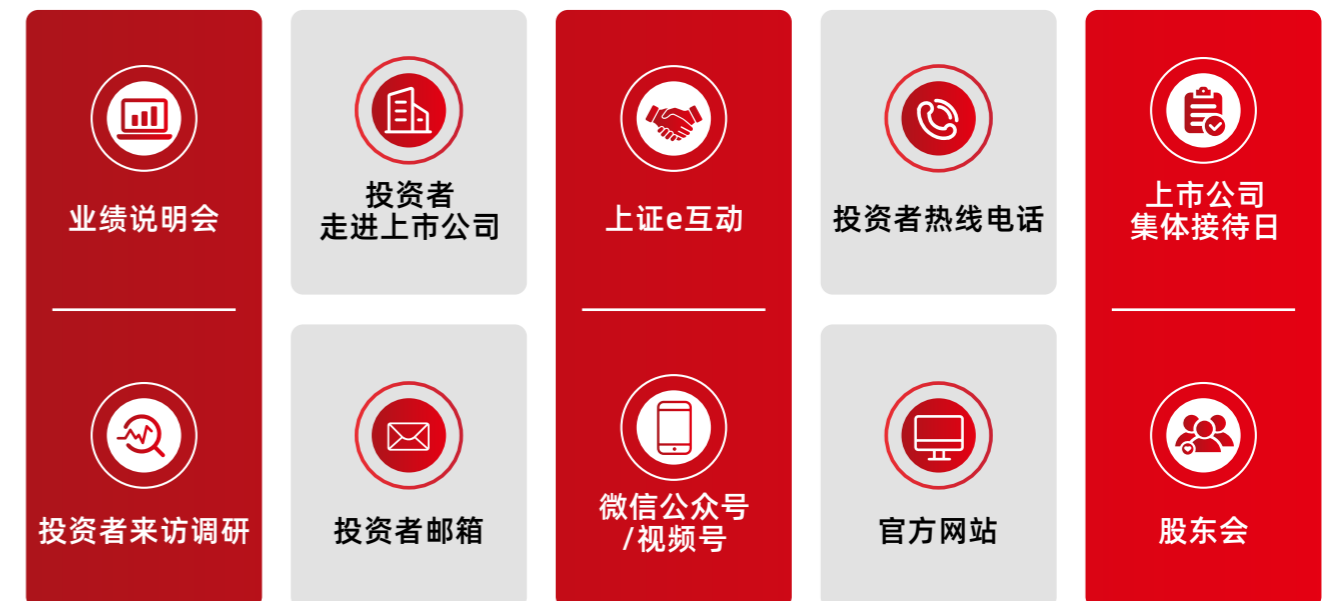 业绩说明会
投资者
走进上市公司
上证e互动
投资者热线电话
上市公司
集体接待日
投资者来访调研
投资者邮箱
微信公众号
/视频号
官方网站
股东会